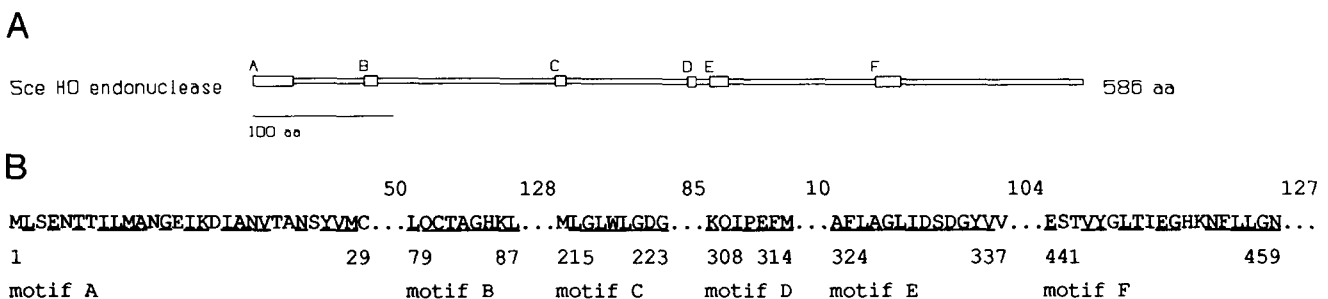 A
A B C D E F
Sce HO endonuclease 586 aa
100 aa
B
50 128 85 10 104 127
MLSENTTILMANGEIKDIANVTANSYVMC...LQCTAGHKL...MLGLWLGDG...KQIPEFM...AFLAGLIDSDGYVV...ESTVYGLTIEGHKNFLLGN...
1 29 79 87 215 223 308 314 324 337 441 459
motif A motif B motif C motif D motif E motif F